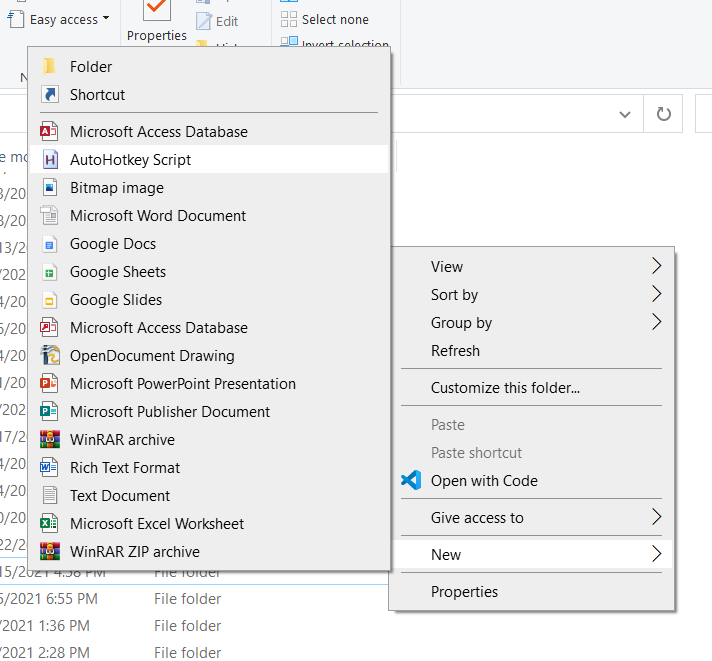 Easy access
Properties
Edit
Select none
Invert selection
Folder
Shortcut
Microsoft Access Database
AutoHotkey Script
Bitmap image
Microsoft Word Document
Google Docs
Google Sheets
Google Slides
Microsoft Access Database
OpenDocument Drawing
Microsoft PowerPoint Presentation
Microsoft Publisher Document
WinRAR archive
Rich Text Format
Text Document
Microsoft Excel Worksheet
WinRAR ZIP archive
View
Sort by
Group by
Refresh
Customize this folder...
Paste
Paste shortcut
Open with Code
Give access to
New
Properties
15/2021 4:58 PM File folder
5/2021 6:55 PM File folder
/2021 1:36 PM File folder
/2021 2:28 PM File folder